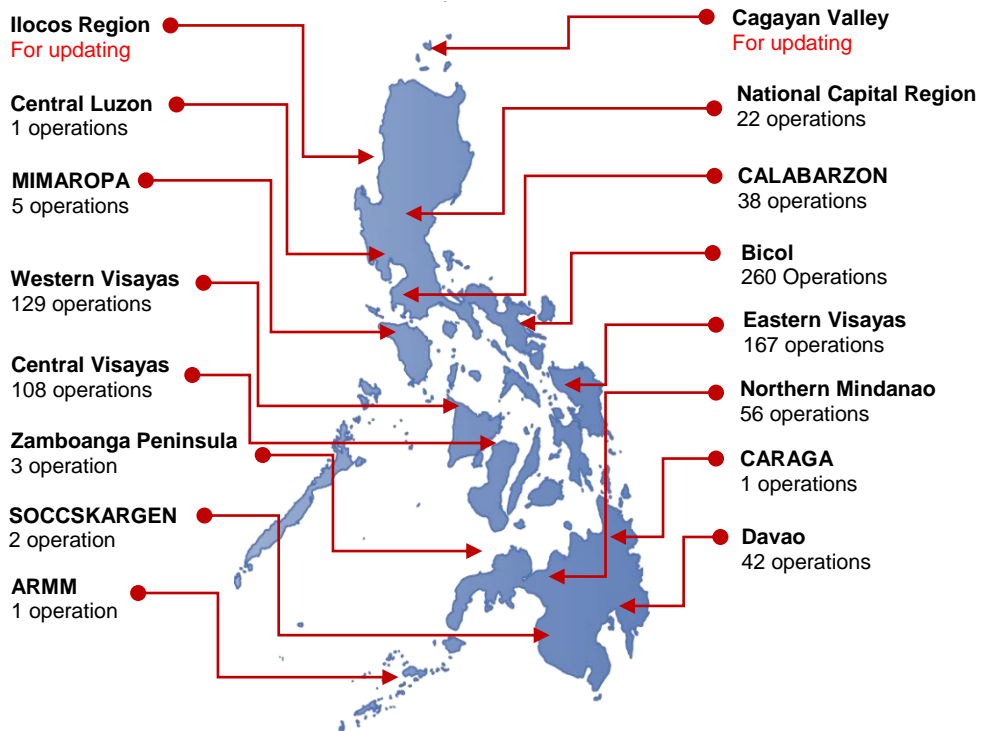 Ilocos Region
For updating
Central Luzon
1 operations
MIMAROPA
5 operations
Western Visayas
129 operations
Central Visayas
108 operations
Zamboanga Peninsula
3 operation
SOCCSKARGEN
2 operation
ARMM
1 operation
Cagayan Valley
For updating
National Capital Region
22 operations
CALABARZON
38 operations
Bicol
260 Operations
Eastern Visayas
167 operations
Northern Mindanao
56 operations
CARAGA
1 operations
Davao
42 operations